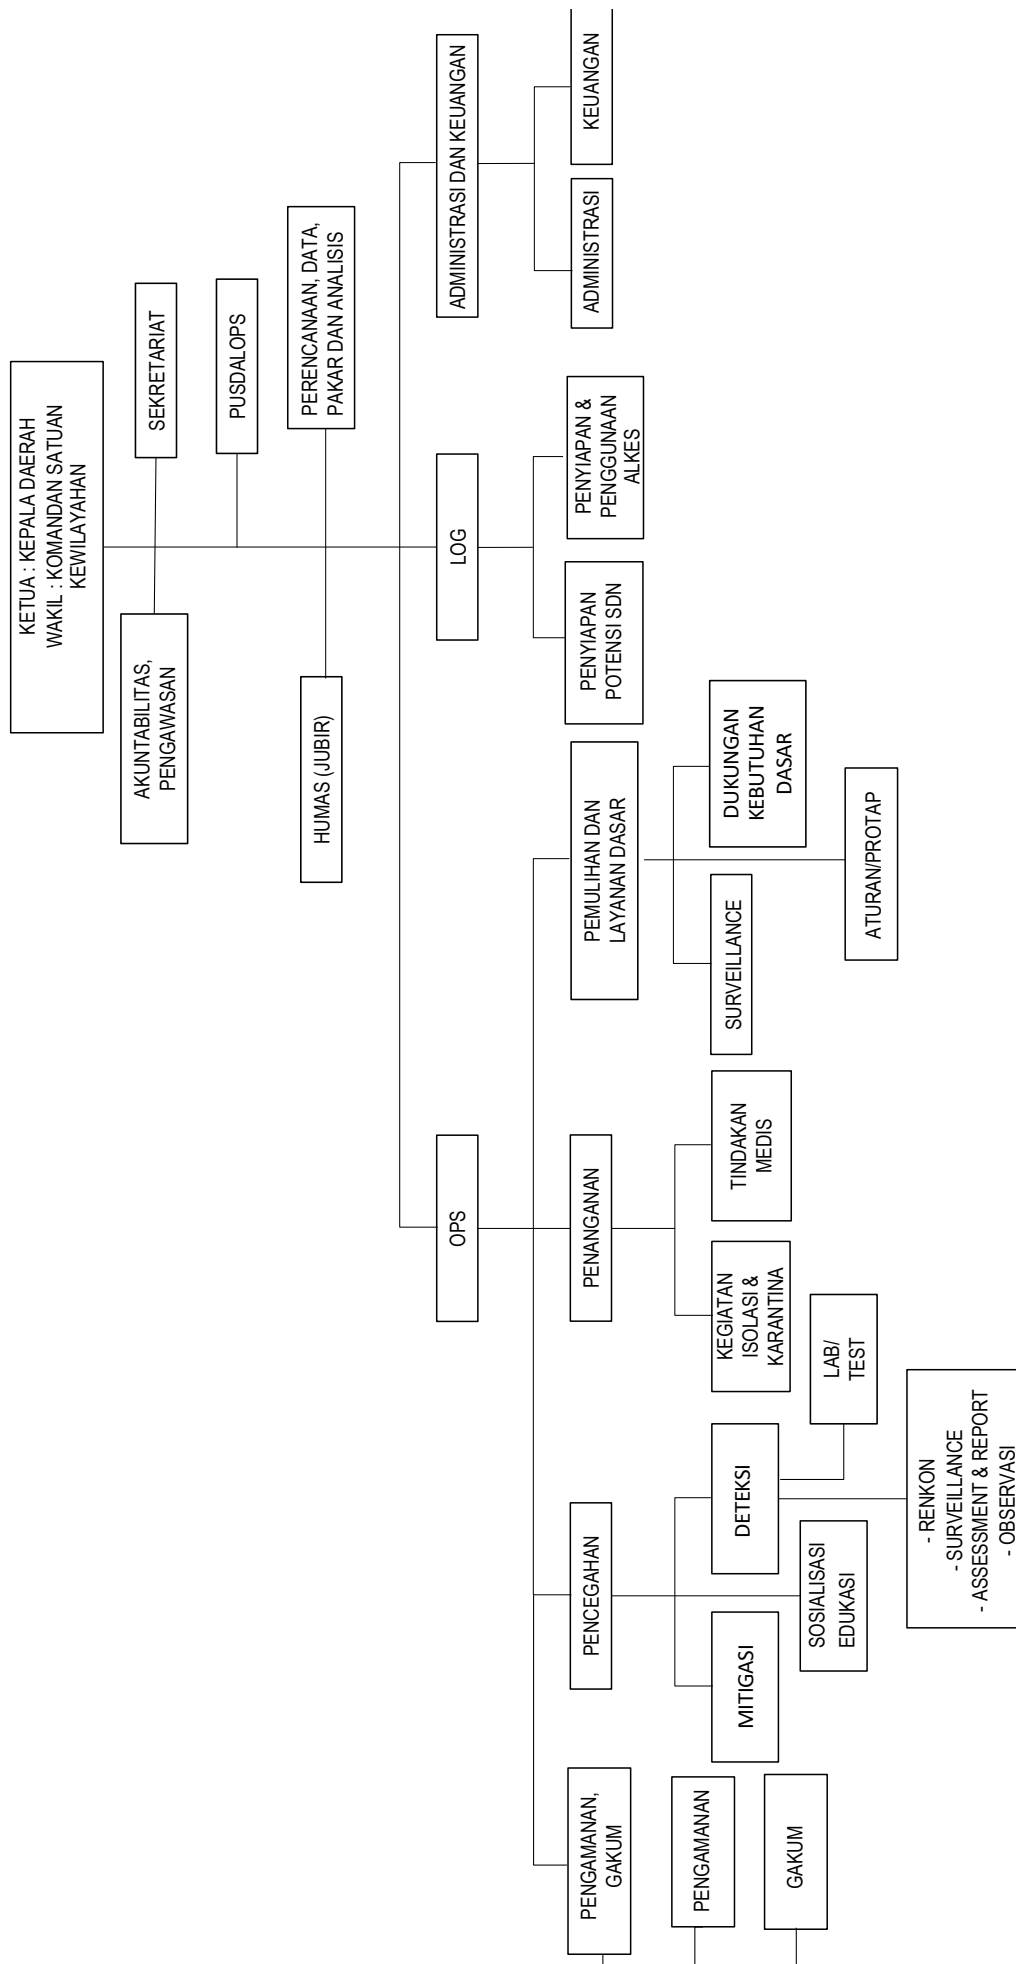 KETUA : KEPALA DAERAH
WAKIL : KOMANDAN SATUAN
KEWILAYAHAN
AKUNTABILITAS,
PENGAWASAN
SEKRETARIAT
PUSDALOPS
HUMAS (JUBIR)
PERENCANAAN, DATA,
PAKAR DAN ANALISIS
OPS
LOG
ADMINISTRASI DAN KEUANGAN
PENGAMANAN,
GAKUM
PENCEGAHAN
PENANGANAN
PEMULIHAN DAN
LAYANAN DASAR
PENYIAPAN
POTENSI SDN
PENYIAPAN &
PENGGUNAAN
ALKES
ADMINISTRASI
KEUANGAN
PENGAMANAN
GAKUM
MITIGASI
DETEKSI
SOSIALISASI
EDUKASI
LAB/
TEST
- RENKON
- SURVEILLANCE
- ASSESSMENT & REPORT
- OBSERVASI
KEGIATAN
ISOLASI &
KARANTINA
TINDAKAN
MEDIS
SURVEILLANCE
DUKUNGAN
KEBUTUHAN
DASAR
ATURAN/PROTAP